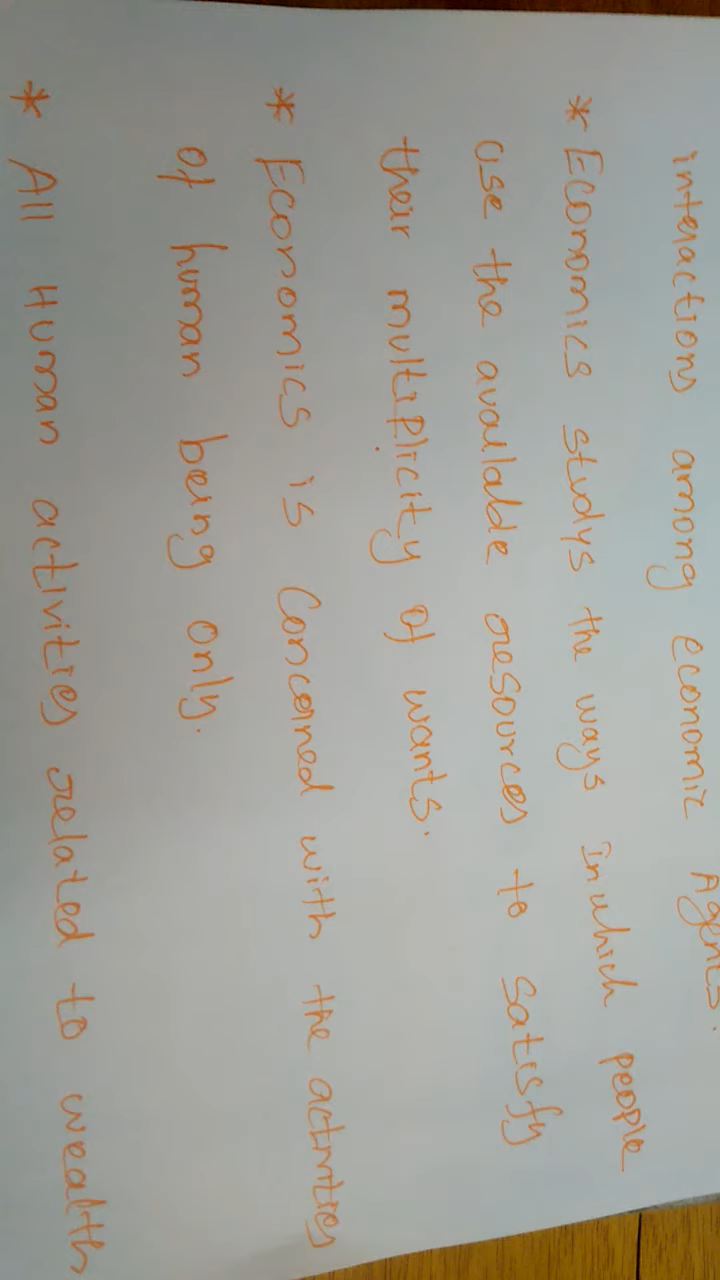 interactions among economic Agents.
* Economics studys the ways In which people
use the available resources to satisfy
their multiplicity of wants.
* Economics is Concerned with the activities
of human being only.
* All Human activities related to wealth